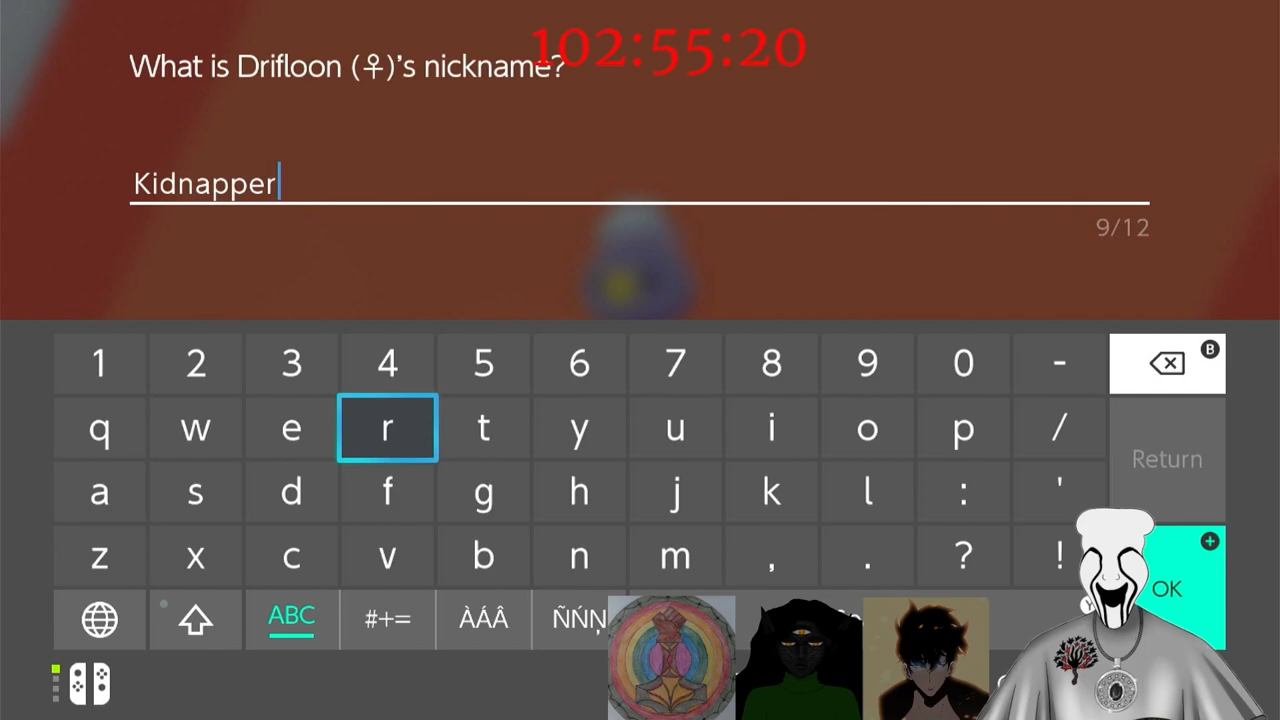 102:55:20
What is Drifloon (♀)'s nickname?
Kidnapper
9/12
1 2 3 4 5 6 7 8 9 0 -
B
q w e r t y u i o p /
Return
a s d f g h j k l : '
z x c v b n m , . ? !
+
OK
ABC #+= ÀÁÂ ÑŃŅ